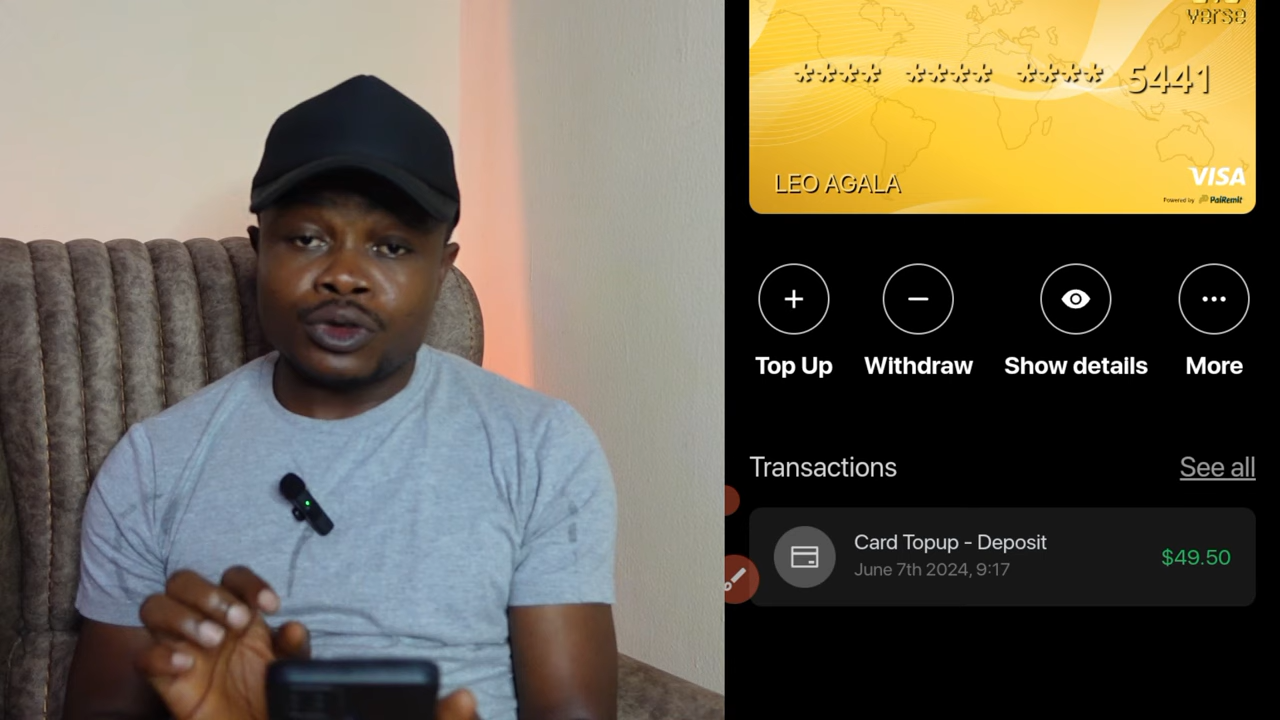 verse
**** **** **** 5441
LEO AGALA
VISA
Powered by PalRemit
Top Up
Withdraw
Show details
More
Transactions
See all
Card Topup - Deposit
June 7th 2024, 9:17
$49.50